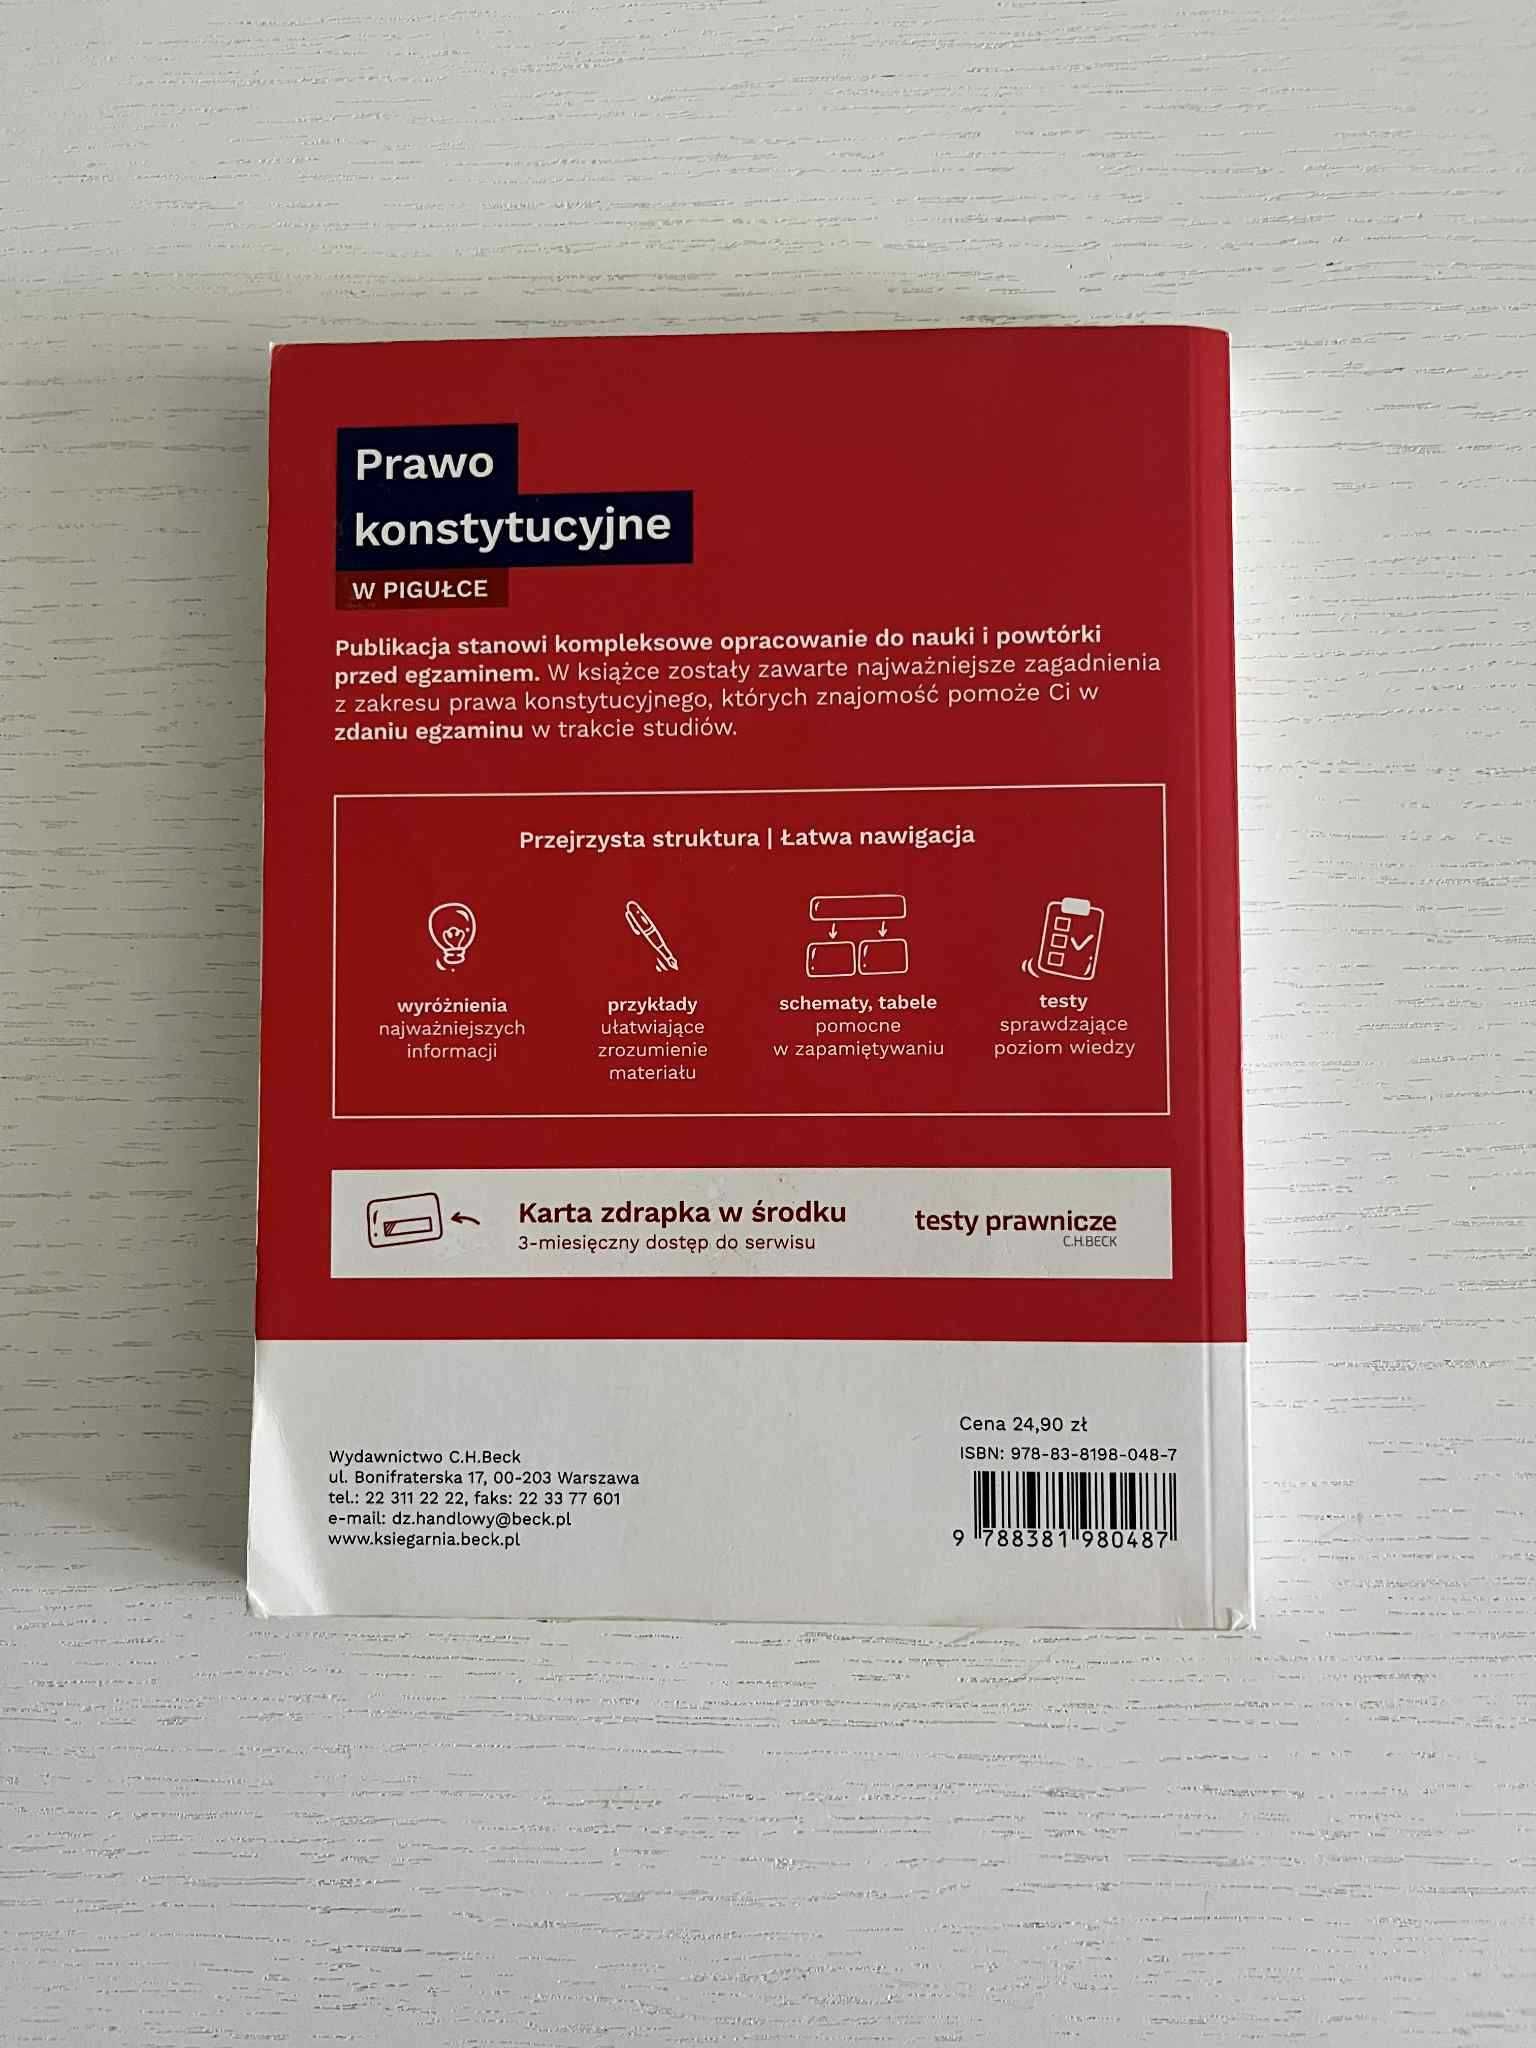 Prawo
konstytucyjne
W PIGUŁCE
Publikacja stanowi kompleksowe opracowanie do nauki i powtórki
przed egzaminem. W książce zostały zawarte najważniejsze zagadnienia
z zakresu prawa konstytucyjnego, których znajomość pomoże Ci w
zdaniu egzaminu w trakcie studiów.
Przejrzysta struktura | Łatwa nawigacja
wyróżnienia
najważniejszych
informacji
przykłady
ułatwiające
zrozumienie
materiału
schematy, tabele
pomocne
w zapamiętywaniu
testy
sprawdzające
poziom wiedzy
Karta zdrapka w środku
3-miesięczny dostęp do serwisu
testy prawnicze
C.H.BECK
Wydawnictwo C.H.Beck
ul. Bonifraterska 17, 00-203 Warszawa
tel.: 22 311 22 22, faks: 22 33 77 601
e-mail: dz.handlowy@beck.pl
www.ksiegarnia.beck.pl
Cena 24,90 zł
ISBN: 978-83-8198-048-7
9 788381 980487